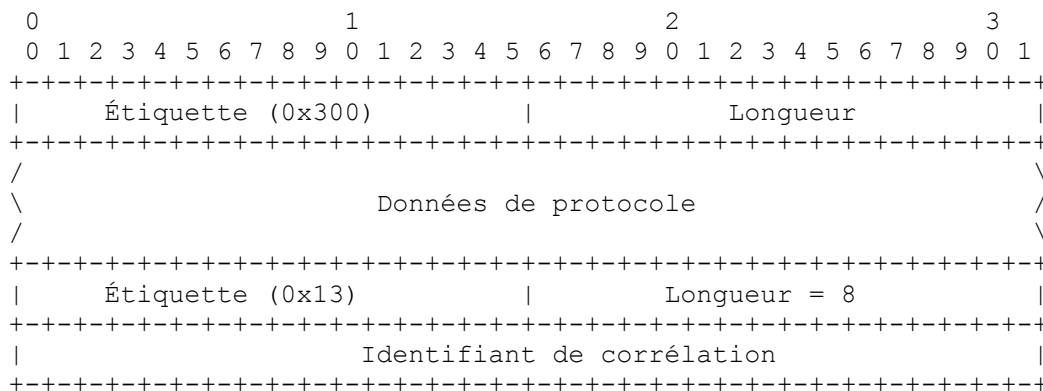 0                   1                   2                   3
0 1 2 3 4 5 6 7 8 9 0 1 2 3 4 5 6 7 8 9 0 1 2 3 4 5 6 7 8 9 0 1
+-+-+-+-+-+-+-+-+-+-+-+-+-+-+-+-+-+-+-+-+-+-+-+-+-+-+-+-+-+-+-+-+
|     Étiquette (0x300)         |            Longueur           |
+-+-+-+-+-+-+-+-+-+-+-+-+-+-+-+-+-+-+-+-+-+-+-+-+-+-+-+-+-+-+-+-+
/                                                               \
\                      Données de protocole                     /
/                                                               \
+-+-+-+-+-+-+-+-+-+-+-+-+-+-+-+-+-+-+-+-+-+-+-+-+-+-+-+-+-+-+-+-+
|     Étiquette (0x13)          |        Longueur = 8           |
+-+-+-+-+-+-+-+-+-+-+-+-+-+-+-+-+-+-+-+-+-+-+-+-+-+-+-+-+-+-+-+-+
|                     Identifiant de corrélation                |
+-+-+-+-+-+-+-+-+-+-+-+-+-+-+-+-+-+-+-+-+-+-+-+-+-+-+-+-+-+-+-+-+